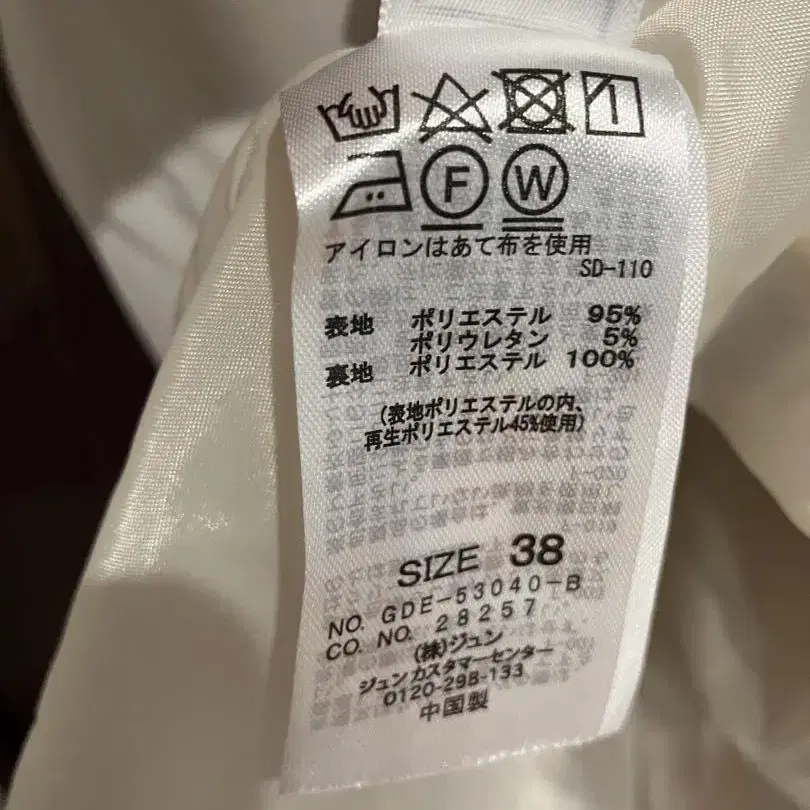 F W
アイロンはあて布を使用
SD-110
表地 ポリエステル 95%
ポリウレタン 5%
裏地 ポリエステル 100%
(表地ポリエステルの内、
再生ポリエステル45%使用)
SIZE 38
NO. GDE-53040-B
CO. NO. 28257
(株)ジュン
ジュンカスタマーセンター
0120-298-133
中国製